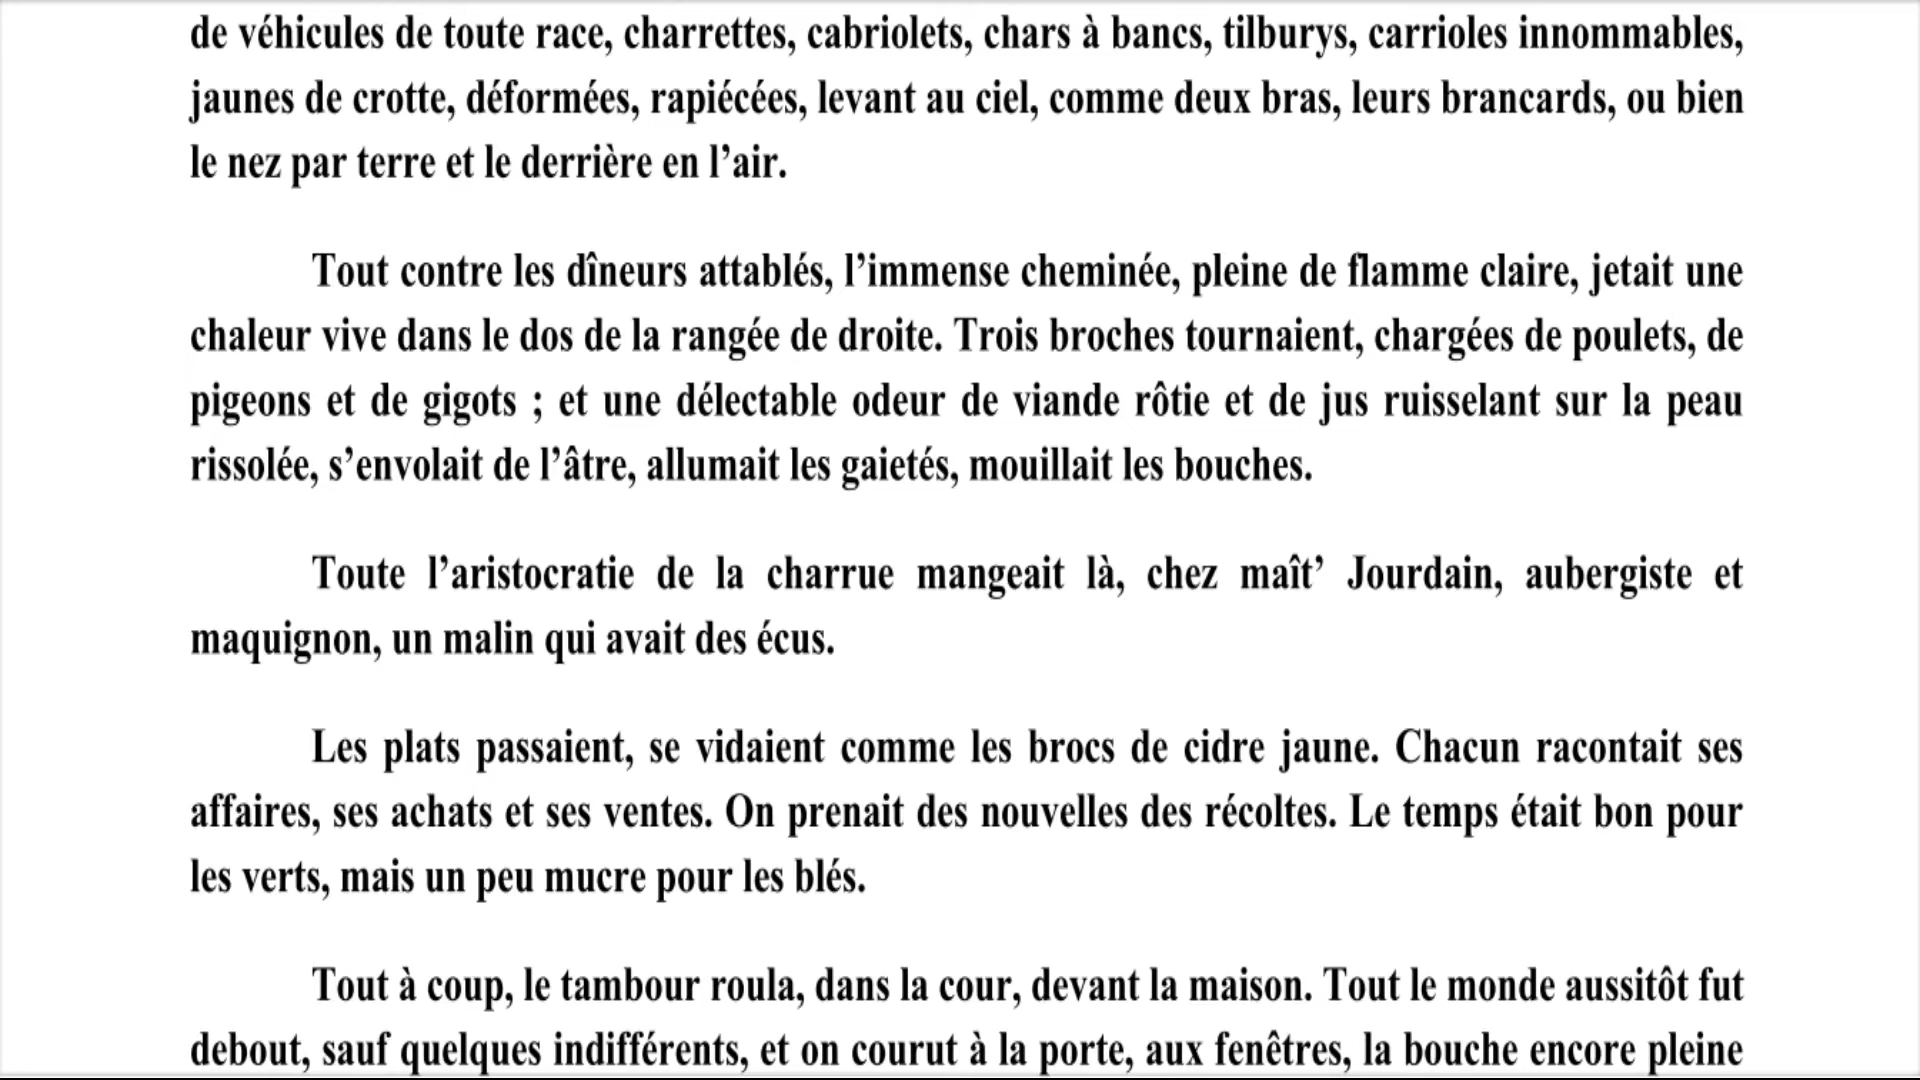 de véhicules de toute race, charrettes, cabriolets, chars à bancs, tilburys, carrioles innommables,
jaunes de crotte, déformées, rapiécées, levant au ciel, comme deux bras, leurs brancards, ou bien
le nez par terre et le derrière en l’air.
Tout contre les dîneurs attablés, l’immense cheminée, pleine de flamme claire, jetait une
chaleur vive dans le dos de la rangée de droite. Trois broches tournaient, chargées de poulets, de
pigeons et de gigots ; et une délectable odeur de viande rôtie et de jus ruisselant sur la peau
rissolée, s’envolait de l’âtre, allumait les gaietés, mouillait les bouches.
Toute l’aristocratie de la charrue mangeait là, chez maît’ Jourdain, aubergiste et
maquignon, un malin qui avait des écus.
Les plats passaient, se vidaient comme les brocs de cidre jaune. Chacun racontait ses
affaires, ses achats et ses ventes. On prenait des nouvelles des récoltes. Le temps était bon pour
les verts, mais un peu mucre pour les blés.
Tout à coup, le tambour roula, dans la cour, devant la maison. Tout le monde aussitôt fut
debout, sauf quelques indifférents, et on courut à la porte, aux fenêtres, la bouche encore pleine